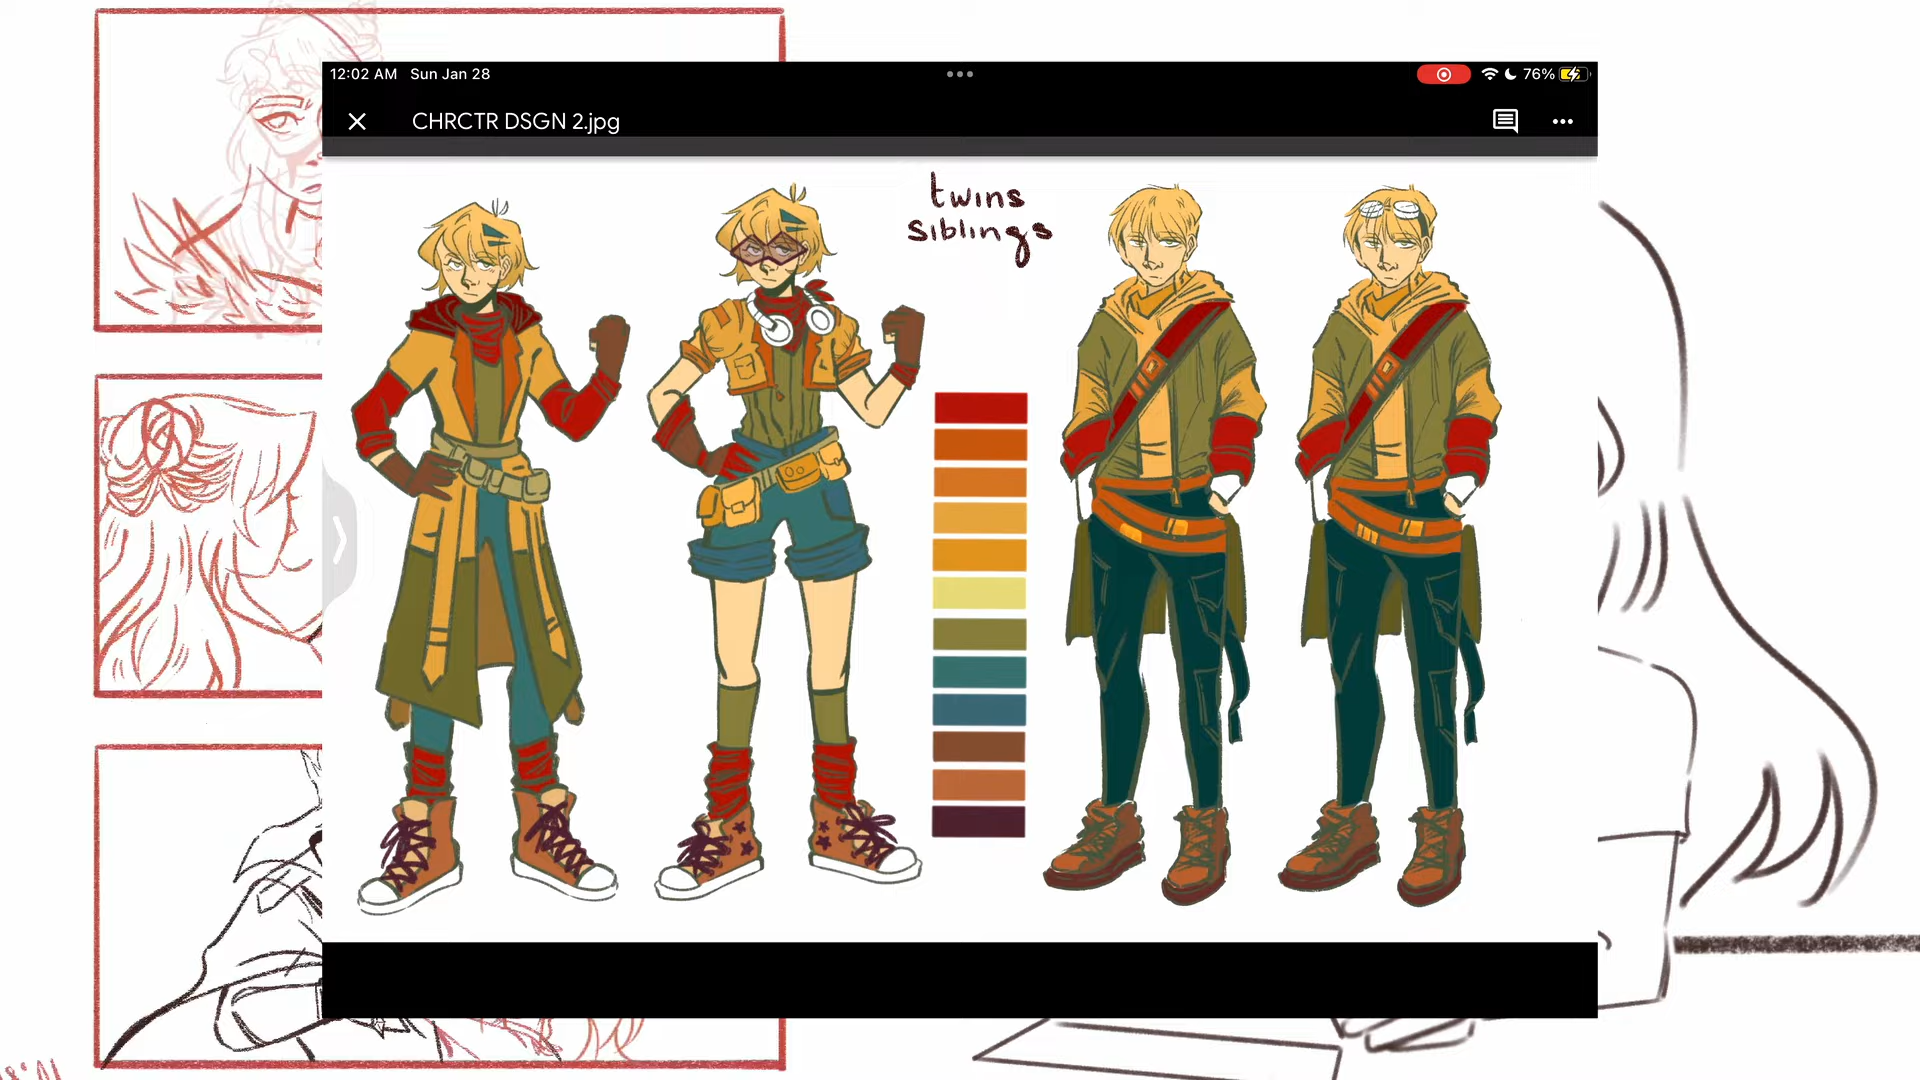 12:02 AM Sun Jan 28
76%
CHRCTR DSGN 2.jpg
twins
siblings